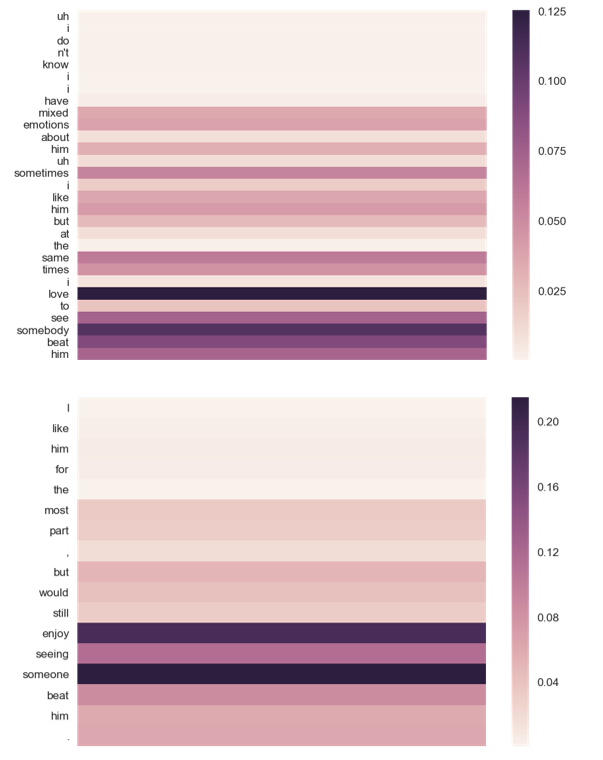 uh
i
do
n't
know
i
i
have
mixed
emotions
about
him
uh
sometimes
i
like
him
but
at
the
same
times
i
love
to
see
somebody
beat
him
0.125
0.100
0.075
0.050
0.025
I
like
him
for
the
most
part
,
but
would
still
enjoy
seeing
someone
beat
him
.
0.20
0.16
0.12
0.08
0.04